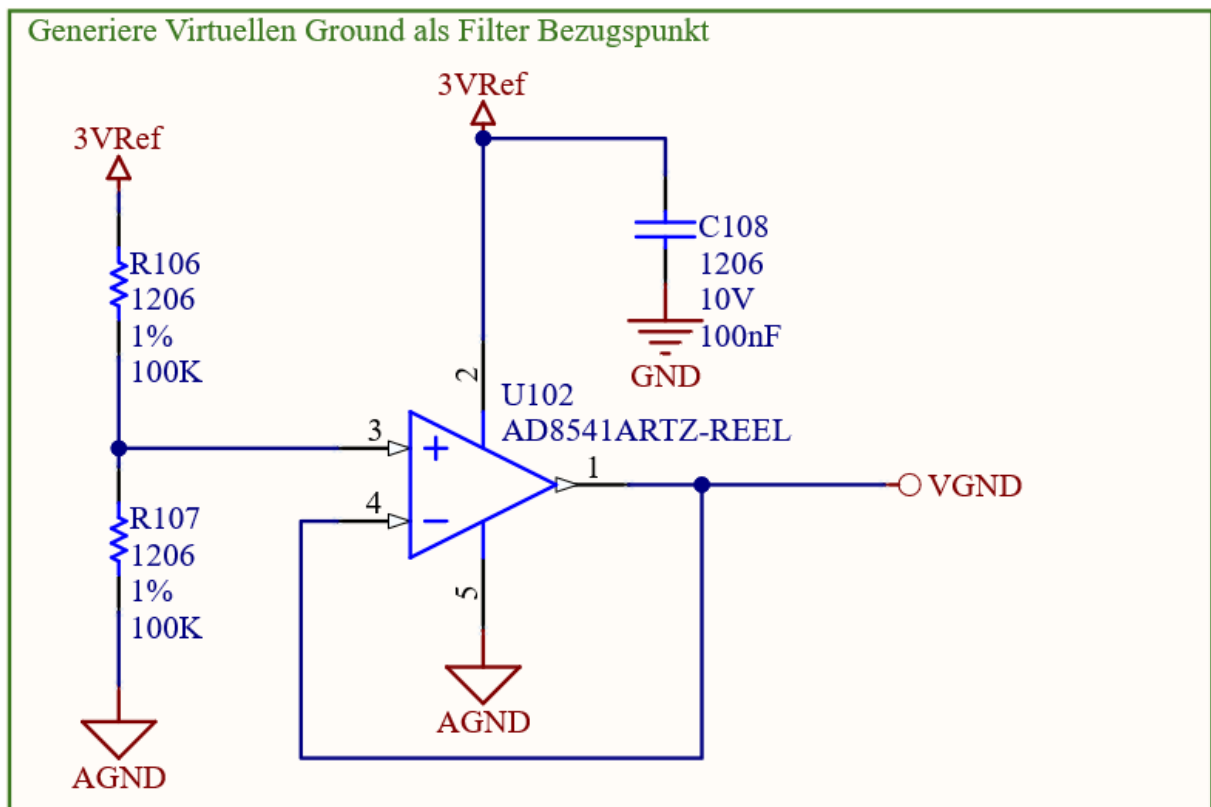 Generiere Virtuellen Ground als Filter Bezugspunkt
3VRef
3VRef
R106
1206
1%
100K
C108
1206
10V
100nF
GND
2
U102
AD8541ARTZ-REEL
3
+
1
VGND
4
−
R107
1206
1%
100K
5
AGND
AGND